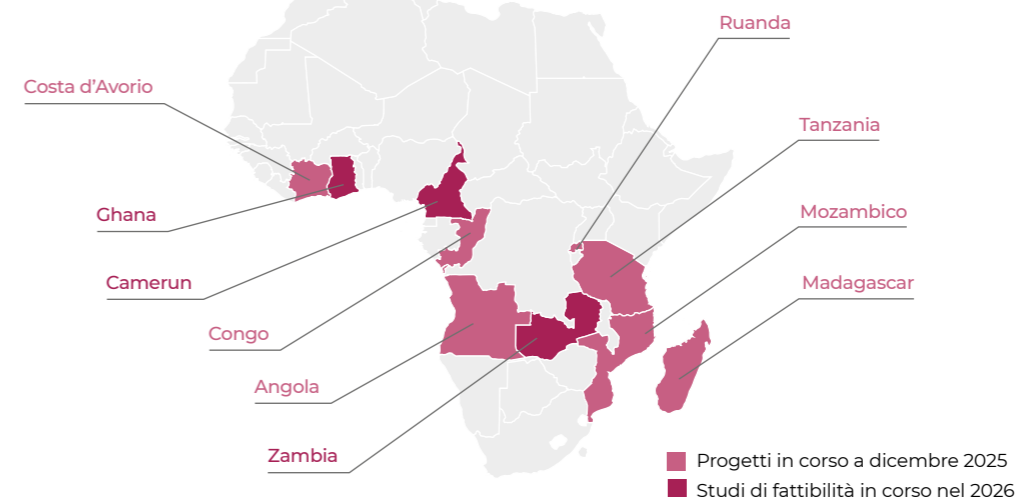 Ruanda
Costa d'Avorio
Tanzania
Ghana
Mozambico
Camerun
Madagascar
Congo
Angola
Zambia
Progetti in corso a dicembre 2025
Studi di fattibilità in corso nel 2026